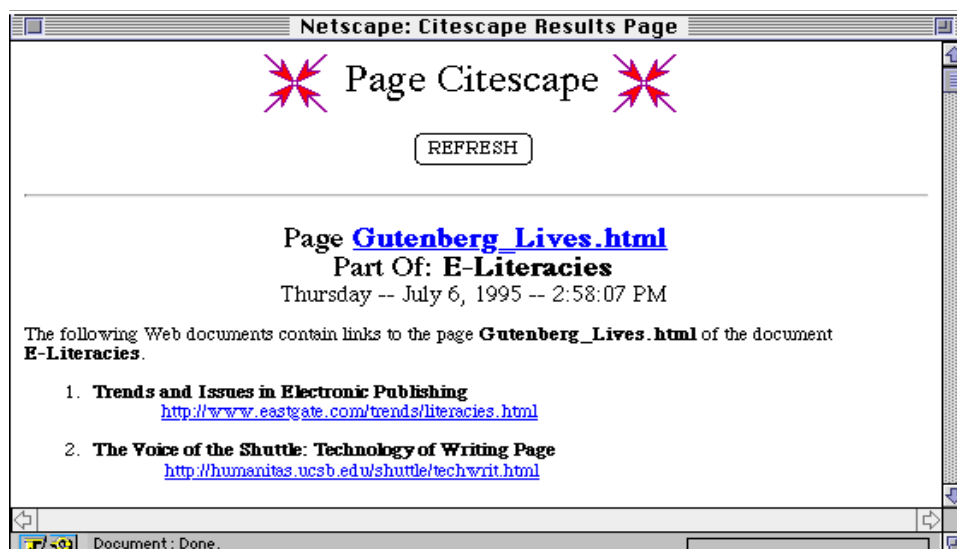 Netscape: Citescape Results Page
Page Citescape
REFRESH
Page Gutenberg_Lives.html
Part Of: E-Literacies
Thursday -- July 6, 1995 -- 2:58:07 PM
The following Web documents contain links to the page Gutenberg_Lives.html of the document
E-Literacies.
1. Trends and Issues in Electronic Publishing
http://www.eastgate.com/trends/literacies.html
2. The Voice of the Shuttle: Technology of Writing Page
http://humanitas.ucsb.edu/shuttle/techwrit.html
Document: Done.